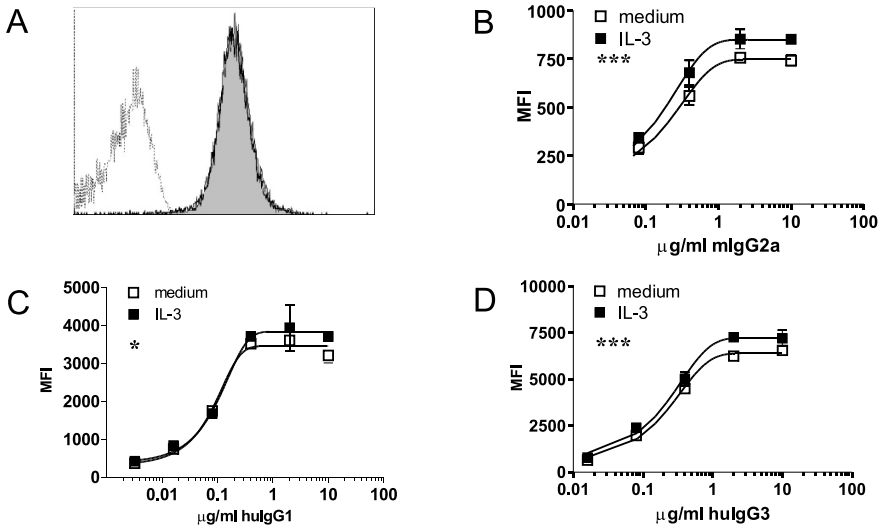 A
B
medium
IL-3
***
MFI
1000
750
500
250
0
0.01
0.1
1
10
100
μg/ml mIgG2a
C
medium
IL-3
*
MFI
5000
4000
3000
2000
1000
0
0.01
0.1
1
10
100
μg/ml huIgG1
D
medium
IL-3
***
MFI
10000
7500
5000
2500
0
0.01
0.1
1
10
100
μg/ml huIgG3